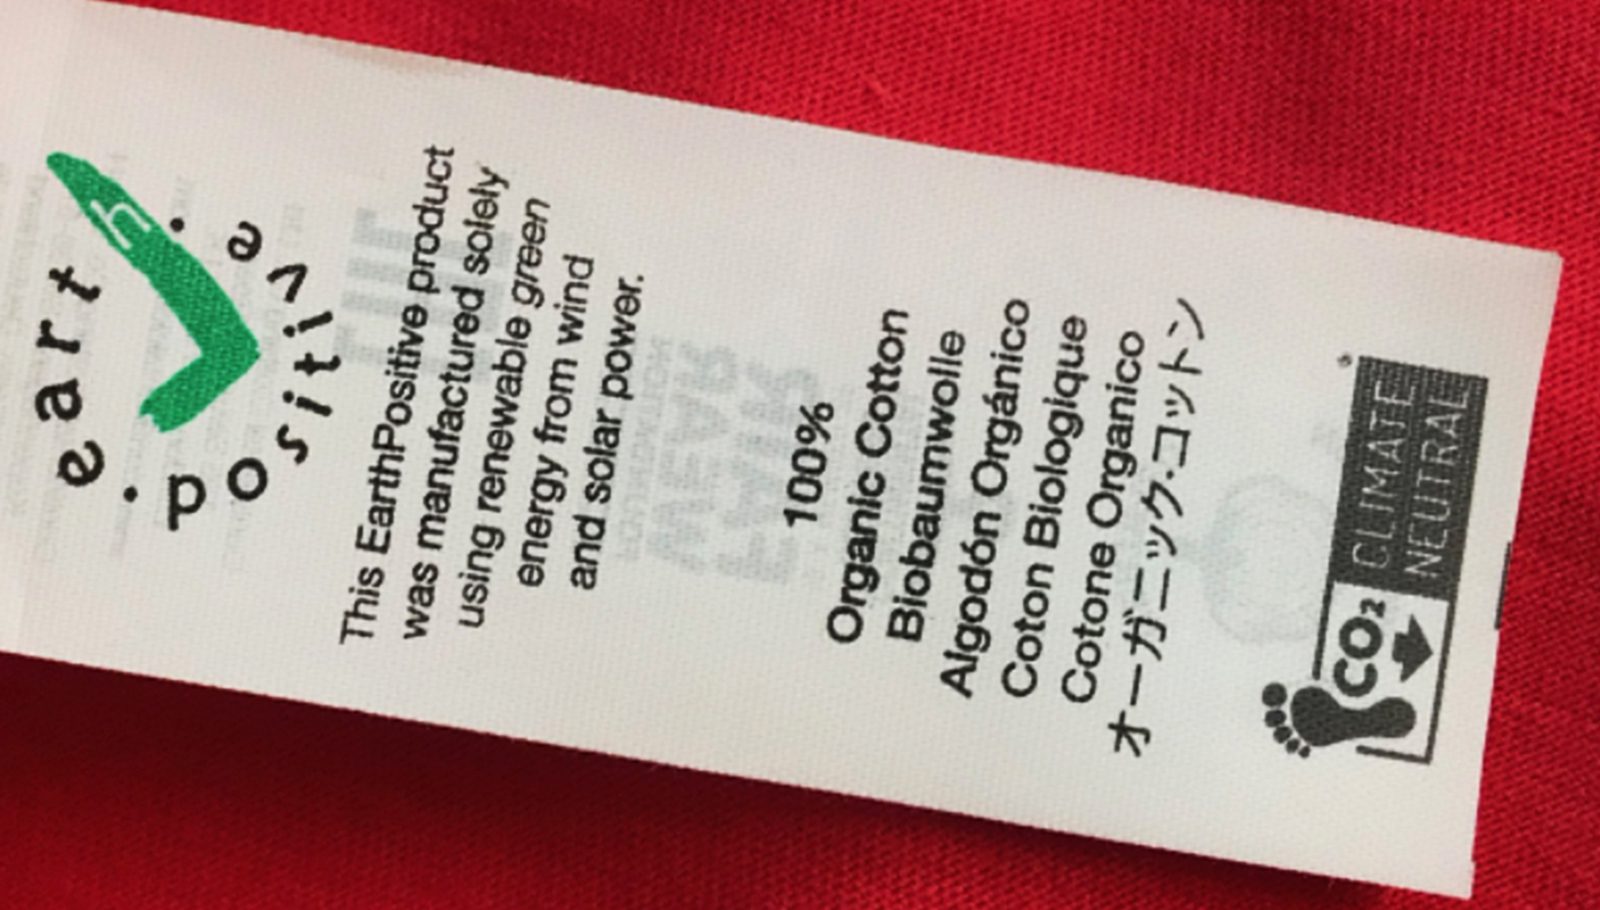 earth
positive
This EarthPositive product
was manufactured solely
using renewable green
energy from wind
and solar power.
100%
Organic Cotton
Biobaumwolle
Algodón Orgánico
Coton Biologique
Cotone Organico
オーガニック·コットン
CO₂ CLIMATE
NEUTRAL